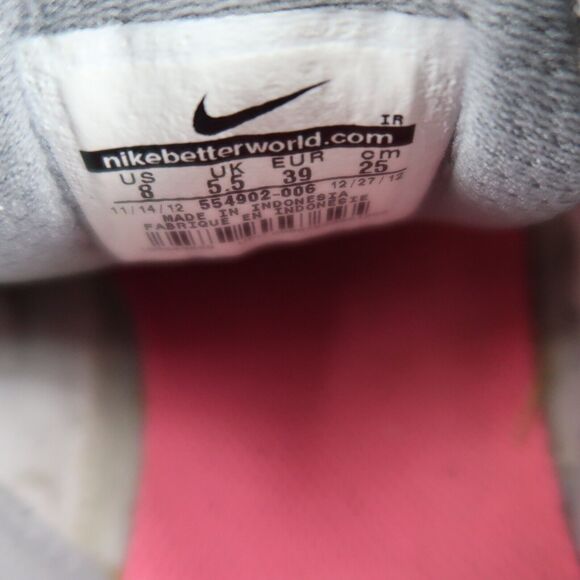 IR
nikebetterworld.com
US UK EUR cm
8 5.5 39 25
11/14/12 554902-006 12/27/12
MADE IN INDONESIA
FABRIQUE EN INDONESIE